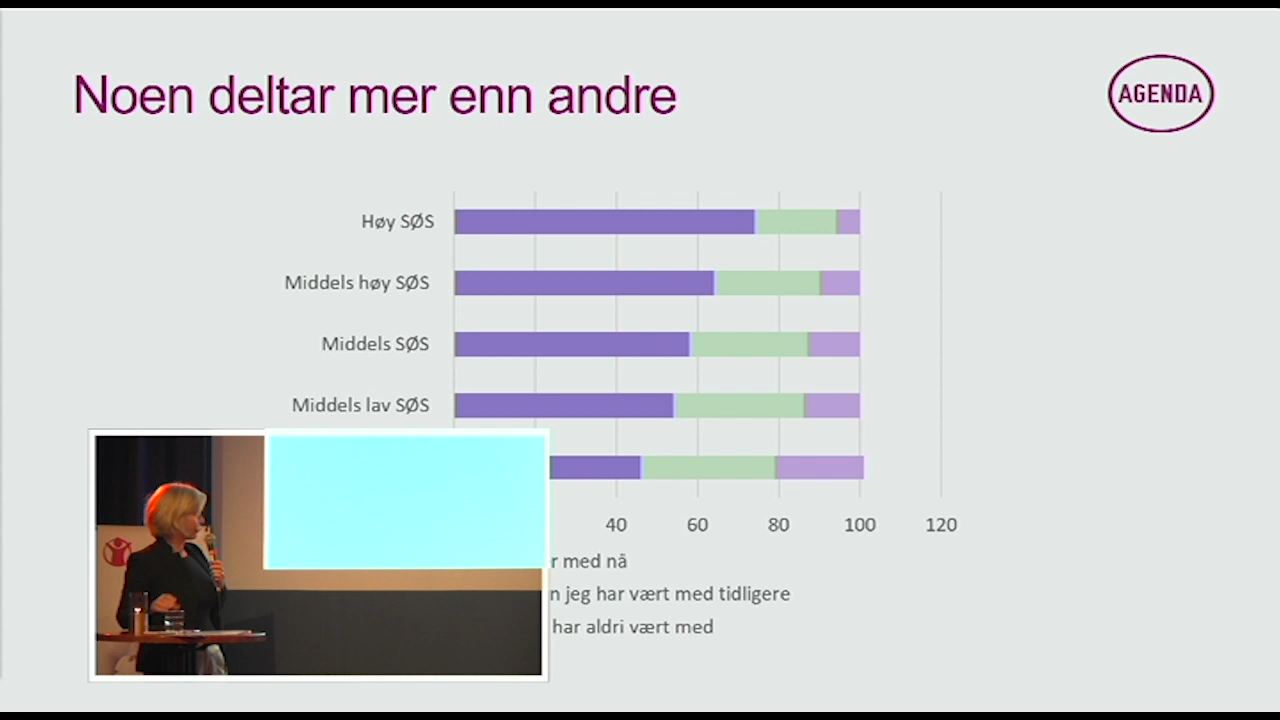 Noen deltar mer enn andre
AGENDA
Høy SØS
Middels høy SØS
Middels SØS
Middels lav SØS
40 60 80 100 120
med nå
jeg har vært med tidligere
har aldri vært med